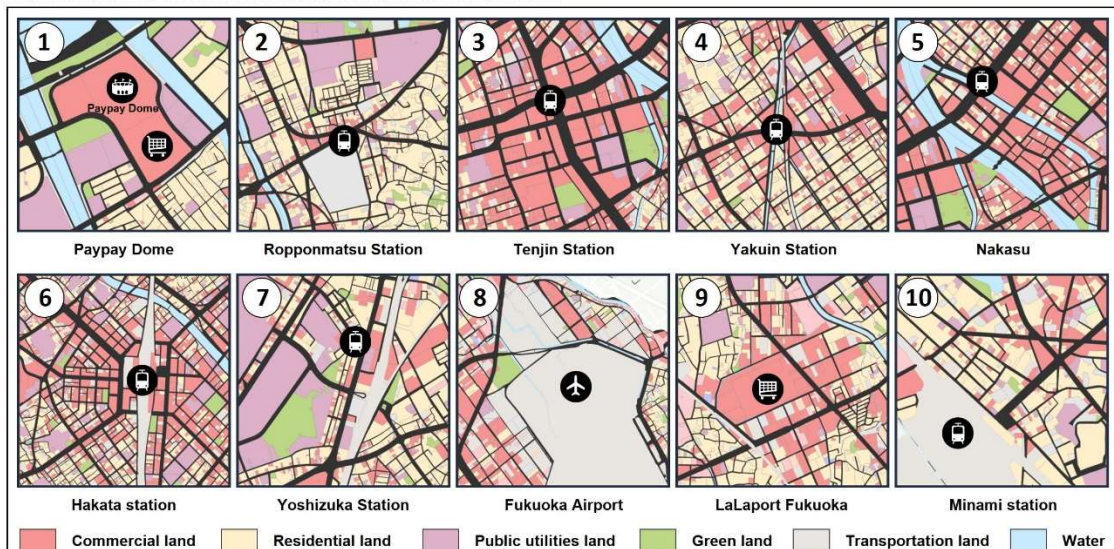 1 2 3 4 5
Paypay Dome
Paypay Dome Ropponmatsu Station Tenjin Station Yakuin Station Nakasu
6 7 8 9 10
Hakata station Yoshizuka Station Fukuoka Airport LaLaport Fukuoka Minami station
Commercial land Residential land Public utilities land Green land Transportation land Water